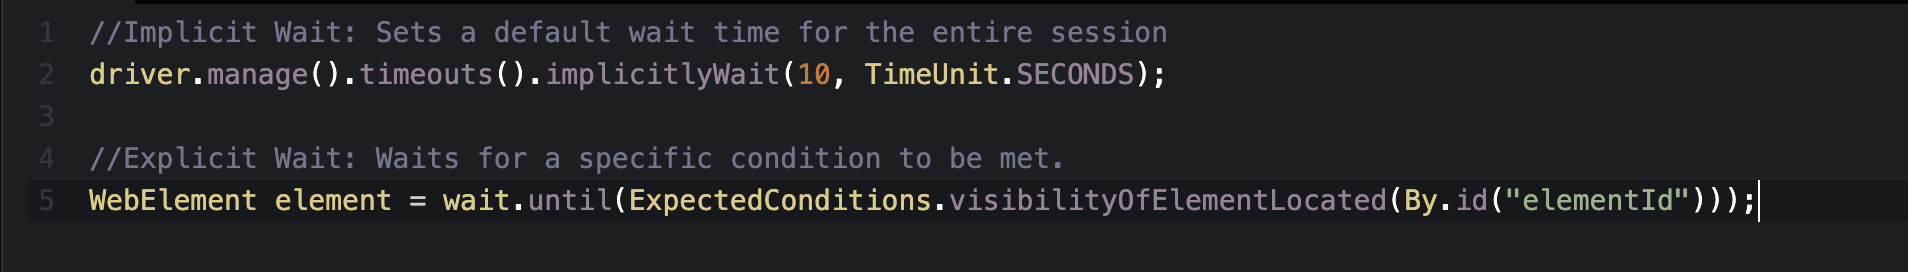 1 //Implicit Wait: Sets a default wait time for the entire session
2 driver.manage().timeouts().implicitlyWait(10, TimeUnit.SECONDS);
3
4 //Explicit Wait: Waits for a specific condition to be met.
5 WebElement element = wait.until(ExpectedConditions.visibilityOfElementLocated(By.id("elementId")));